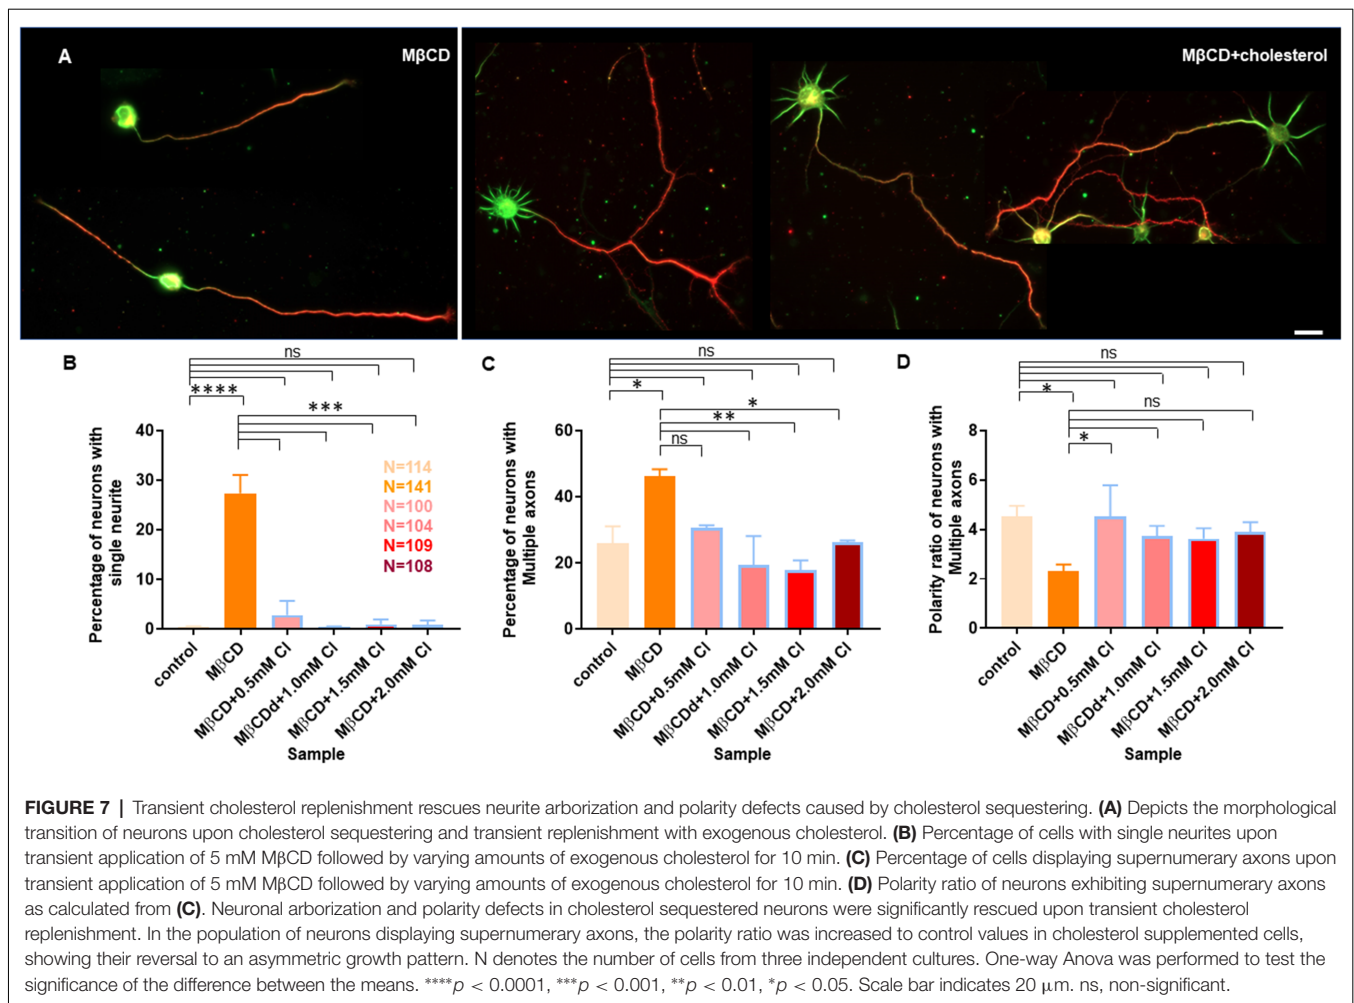 A
MβCD
MβCD+cholesterol
B
ns
****
***
Percentage of neurons with
single neurite
40
30
20
10
0
N=114
N=141
N=100
N=104
N=109
N=108
control
MβCD
MβCD+0.5mM Cl
MβCDd+1.0mM Cl
MβCD+1.5mM Cl
MβCD+2.0mM Cl
Sample
C
ns
*
*
**
ns
Percentage of neurons with
Multiple axons
60
40
20
0
control
MβCD
MβCD+0.5mM Cl
MβCDd+1.0mM Cl
MβCD+1.5mM Cl
MβCD+2.0mM Cl
Sample
D
ns
*
ns
*
Polarity ratio of neurons with
Multiple axons
8
6
4
2
0
control
MβCD
MβCD+0.5mM Cl
MβCD+1.0mM Cl
MβCD+1.5mM Cl
MβCD+2.0mM Cl
Sample
FIGURE 7 | Transient cholesterol replenishment rescues neurite arborization and polarity defects caused by cholesterol sequestering. (A) Depicts the morphological
transition of neurons upon cholesterol sequestering and transient replenishment with exogenous cholesterol. (B) Percentage of cells with single neurites upon
transient application of 5 mM MβCD followed by varying amounts of exogenous cholesterol for 10 min. (C) Percentage of cells displaying supernumerary axons upon
transient application of 5 mM MβCD followed by varying amounts of exogenous cholesterol for 10 min. (D) Polarity ratio of neurons exhibiting supernumerary axons
as calculated from (C). Neuronal arborization and polarity defects in cholesterol sequestered neurons were significantly rescued upon transient cholesterol
replenishment. In the population of neurons displaying supernumerary axons, the polarity ratio was increased to control values in cholesterol supplemented cells,
showing their reversal to an asymmetric growth pattern. N denotes the number of cells from three independent cultures. One-way Anova was performed to test the
significance of the difference between the means. ****p < 0.0001, ***p < 0.001, **p < 0.01, *p < 0.05. Scale bar indicates 20 μm. ns, non-significant.